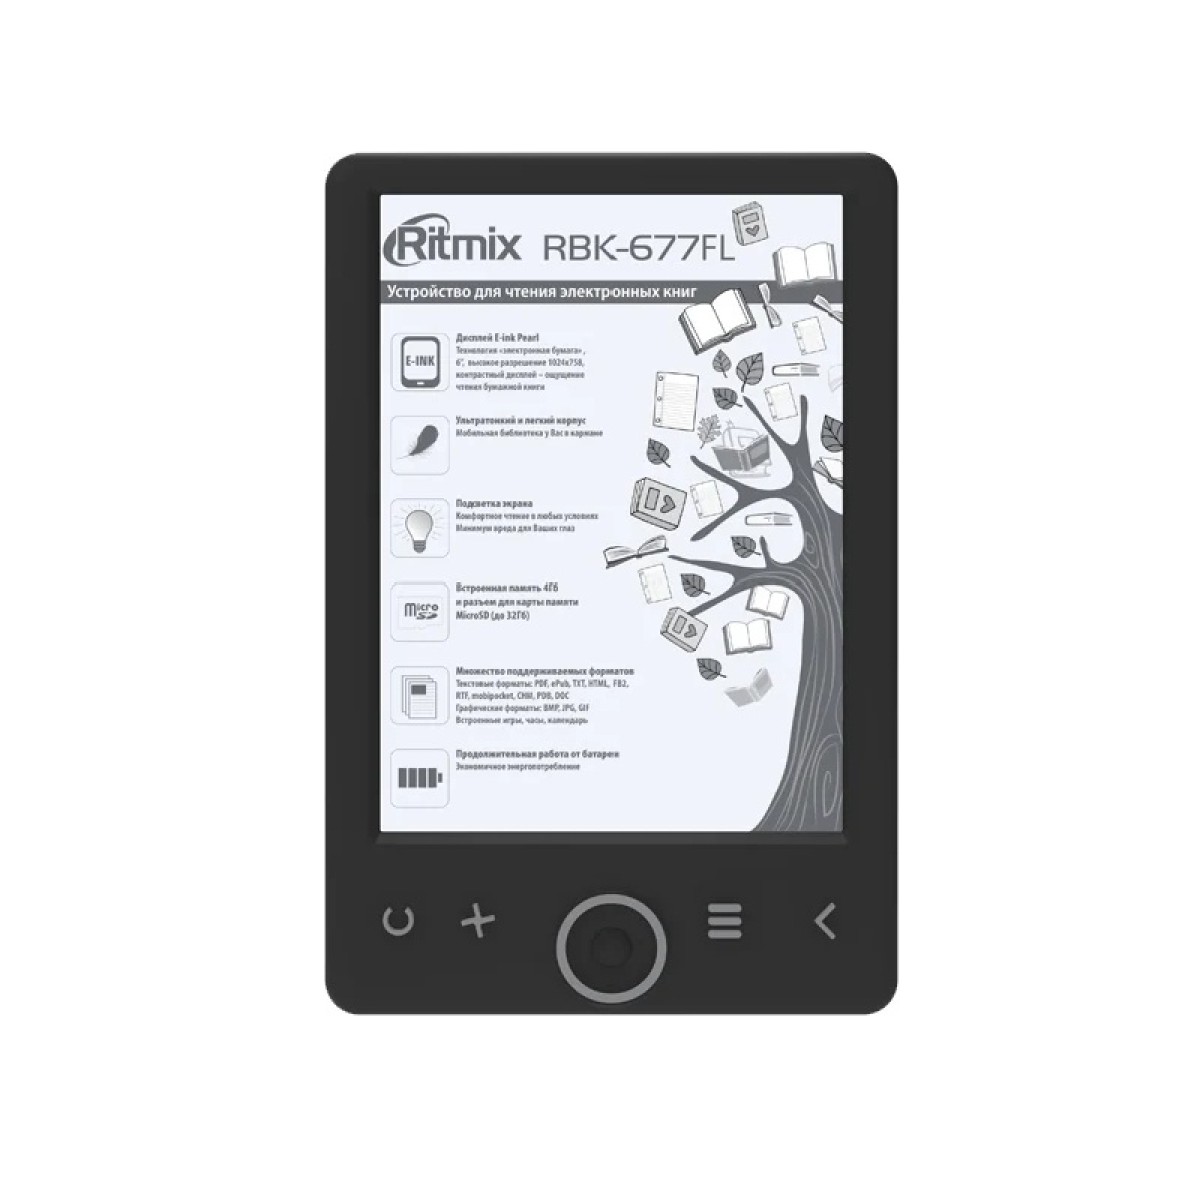 Ritmix RBK-677FL
Устройство для чтения электронных книг
E-INK
Дисплей E-ink Pearl
Технология «электронная бумага» ,
6”, высокое разрешение 1024x758,
контрастный дисплей – ощущение
чтения бумажной книги
Ультратонкий и легкий корпус
Мобильная библиотека у Вас в кармане
Подсветка экрана
Комфортное чтение в любых условиях
Минимум вреда для Ваших глаз
Micro SD
Встроенная память 4Гб
и разъем для карты памяти
MicroSD (до 32Гб)
Множество поддерживаемых форматов
Текстовые форматы: PDF, ePub, TXT, HTML, FB2,
RTF, mobipocket, CHM, PDB, DOC
Графические форматы: BMP, JPG, GIF
Встроенные игры, часы, календарь
Продолжительная работа от батареи
Экономичное энергопотребление